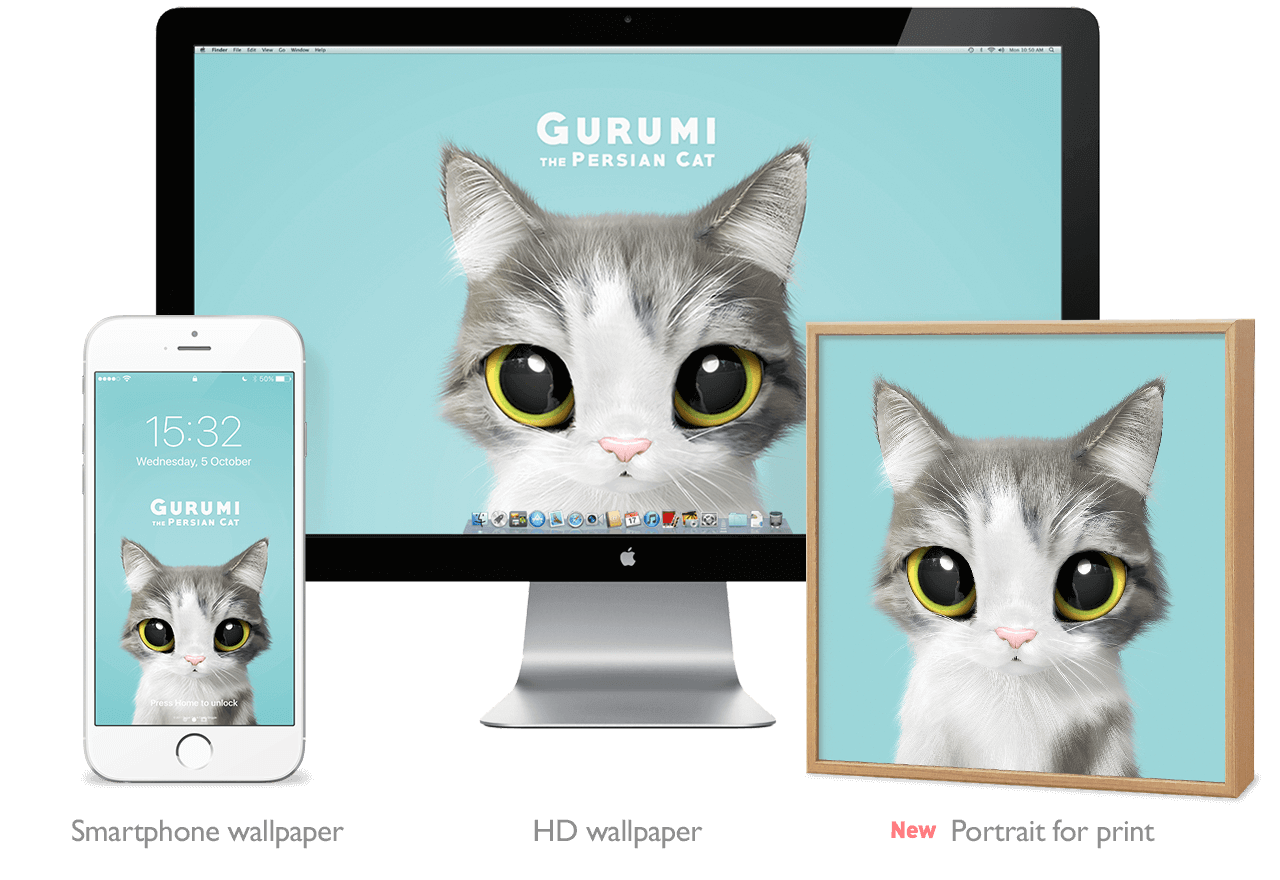 Finder File Edit View Go Window Help
Mon 10:50 AM
GURUMI
THE PERSIAN CAT
17
50%
15:32
Wednesday, 5 October
GURUMI
THE PERSIAN CAT
Press Home to unlock
Smartphone wallpaper
HD wallpaper
New Portrait for print